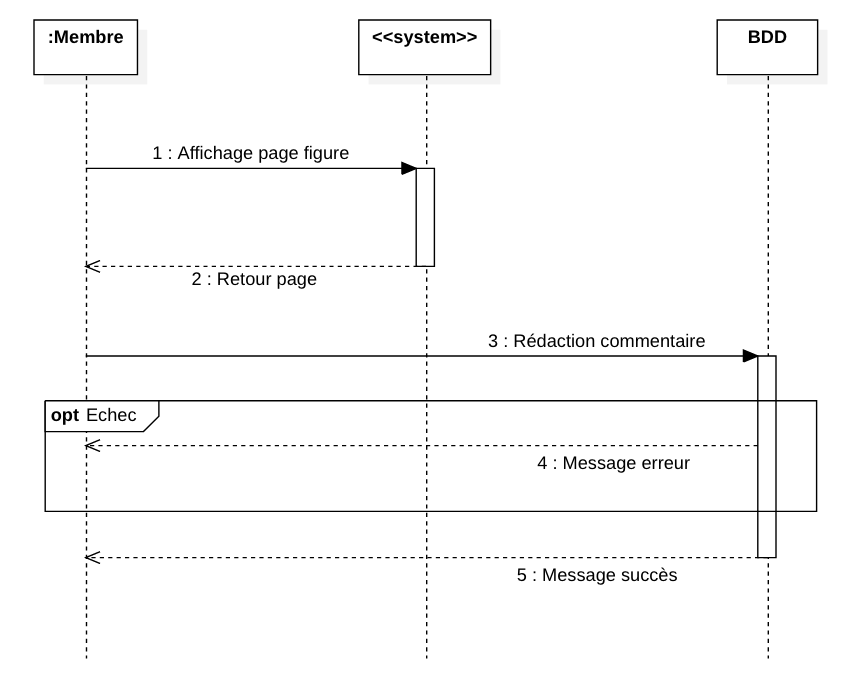 :Membre
<<system>>
BDD
1 : Affichage page figure
2 : Retour page
3 : Rédaction commentaire
opt Echec
4 : Message erreur
5 : Message succès